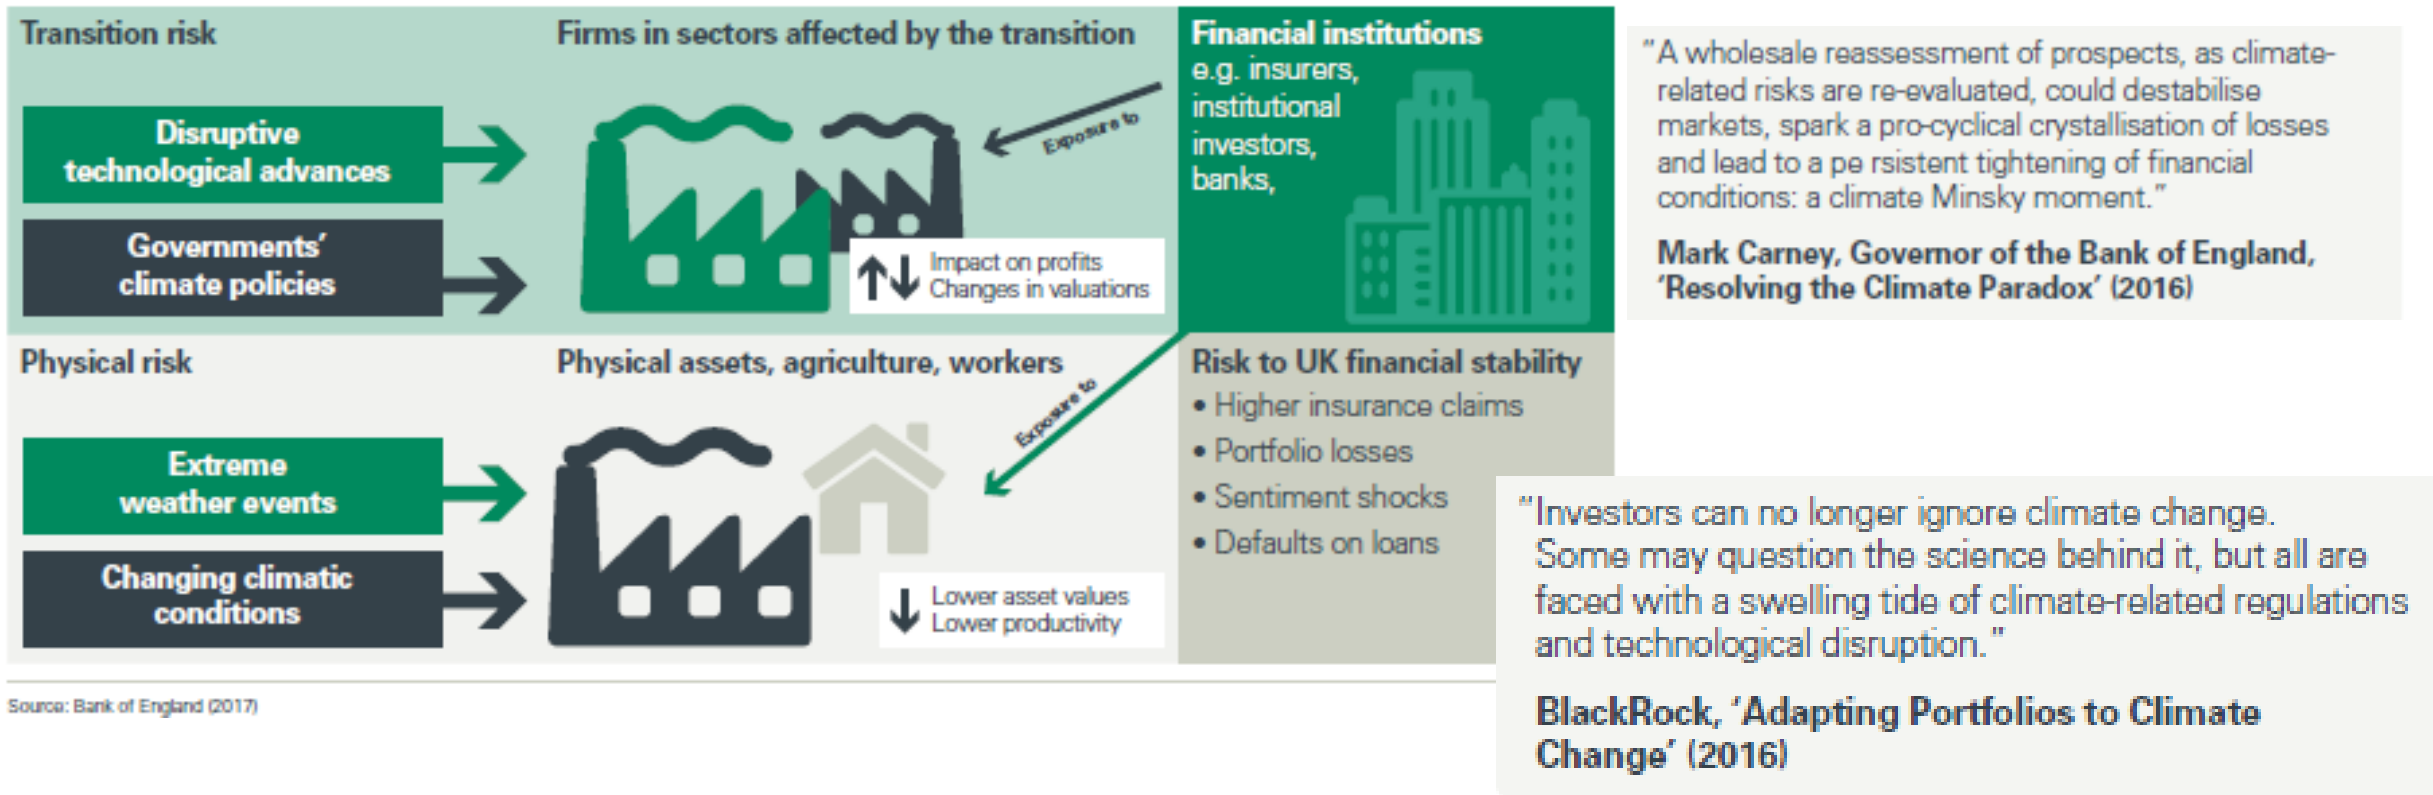 Transition risk
Disruptive
technological advances
Governments’
climate policies
Firms in sectors affected by the transition
Exposure to
Impact on profits
Changes in valuations
Financial institutions
e.g. insurers,
institutional
investors,
banks,
Physical risk
Extreme
weather events
Changing climatic
conditions
Physical assets, agriculture, workers
Exposure to
Lower asset values
Lower productivity
Risk to UK financial stability
• Higher insurance claims
• Portfolio losses
• Sentiment shocks
• Defaults on loans
Source: Bank of England (2017)
“A wholesale reassessment of prospects, as climate-
related risks are re-evaluated, could destabilise
markets, spark a pro-cyclical crystallisation of losses
and lead to a pe rsistent tightening of financial
conditions: a climate Minsky moment.”
Mark Carney, Governor of the Bank of England,
‘Resolving the Climate Paradox’ (2016)
“Investors can no longer ignore climate change.
Some may question the science behind it, but all are
faced with a swelling tide of climate-related regulations
and technological disruption.”
BlackRock, ‘Adapting Portfolios to Climate
Change’ (2016)